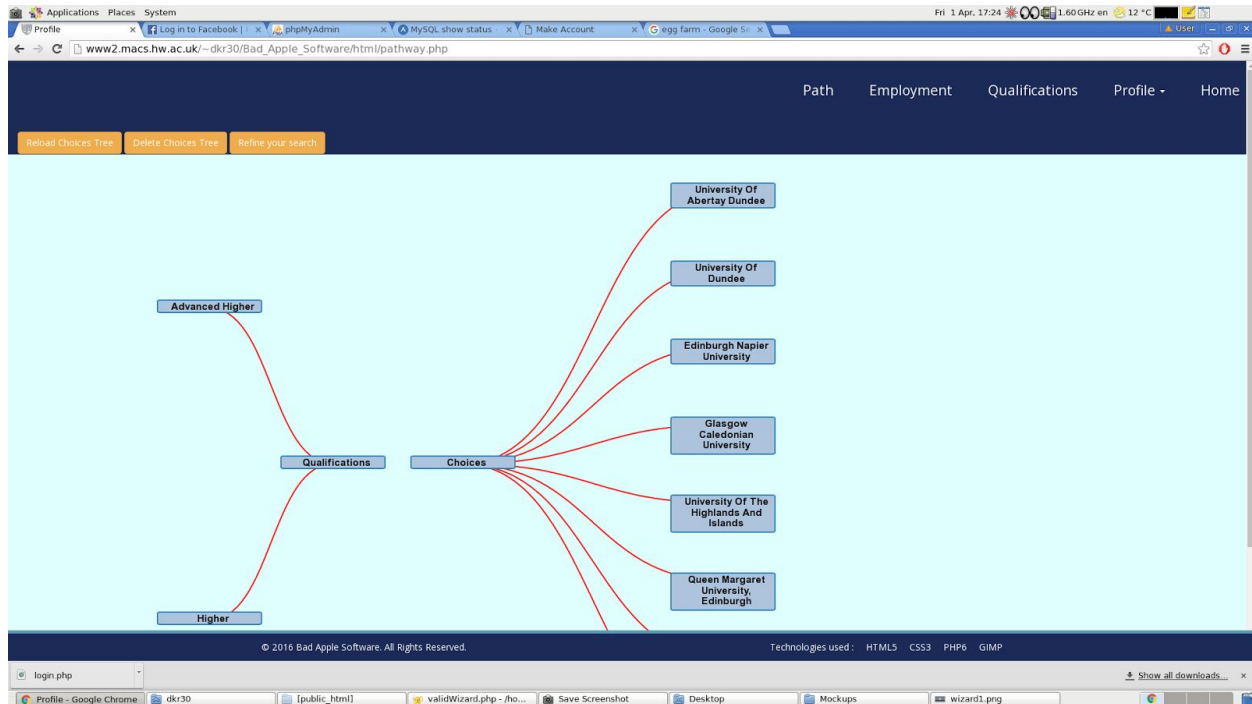 Applications Places System
Fri 1 Apr, 17:24 1.60 GHz en 12 °C
Profile
Log in to Facebook |
phpMyAdmin
MySQL show status
Make Account
egg farm - Google Se
User
www2.macs.hw.ac.uk/~dkr30/Bad_Apple_Software/html/pathway.php
Path Employment Qualifications Profile Home
Reload Choices Tree Delete Choices Tree Refine your search
University Of
Abertay Dundee
University Of
Dundee
Advanced Higher
Edinburgh Napier
University
Glasgow
Caledonian
University
Qualifications
Choices
University Of The
Highlands And
Islands
Queen Margaret
University,
Edinburgh
Higher
© 2016 Bad Apple Software. All Rights Reserved.
Technologies used : HTML5 CSS3 PHP6 GIMP
login.php
Show all downloads...
Profile - Google Chrome
dkr30
[public_html]
validWizard.php - /ho...
Save Screenshot
Desktop
Mockups
wizard1.png